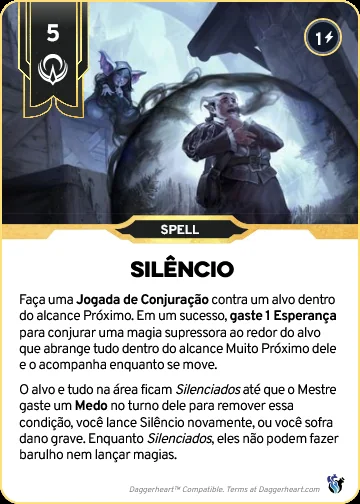 5
1
SPELL
SILÊNCIO
Faça uma Jogada de Conjuração contra um alvo dentro
do alcance Próximo. Em um sucesso, gaste 1 Esperança
para conjurar uma magia supressora ao redor do alvo
que abrange tudo dentro do alcance Muito Próximo dele
e o acompanha enquanto se move.
O alvo e tudo na área ficam Silenciados até que o Mestre
gaste um Medo no turno dele para remover essa
condição, você lance Silêncio novamente, ou você sofra
dano grave. Enquanto Silenciados, eles não podem fazer
barulho nem lançar magias.
Daggerheart™ Compatible. Terms at Daggerheart.com